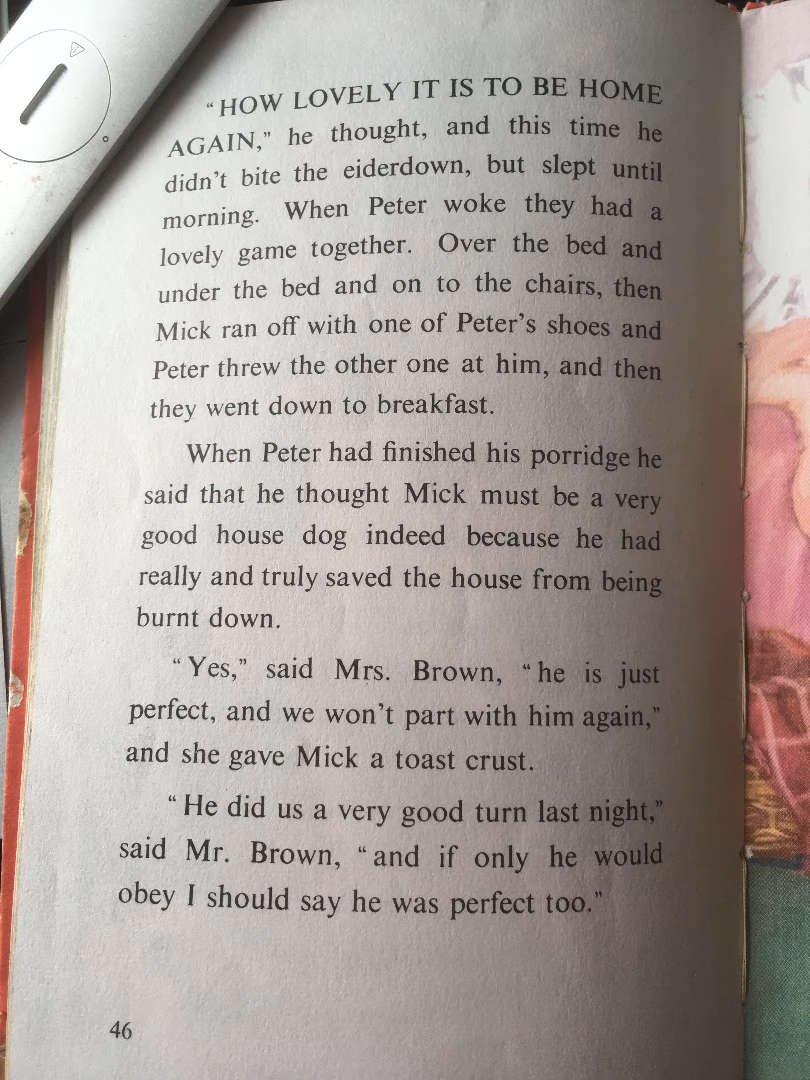 “HOW LOVELY IT IS TO BE HOME
AGAIN,” he thought, and this time he
didn’t bite the eiderdown, but slept until
morning. When Peter woke they had a
lovely game together. Over the bed and
under the bed and on to the chairs, then
Mick ran off with one of Peter’s shoes and
Peter threw the other one at him, and then
they went down to breakfast.
When Peter had finished his porridge he
said that he thought Mick must be a very
good house dog indeed because he had
really and truly saved the house from being
burnt down.
“Yes,” said Mrs. Brown, “he is just
perfect, and we won’t part with him again,”
and she gave Mick a toast crust.
“He did us a very good turn last night,”
said Mr. Brown, “and if only he would
obey I should say he was perfect too.”
46